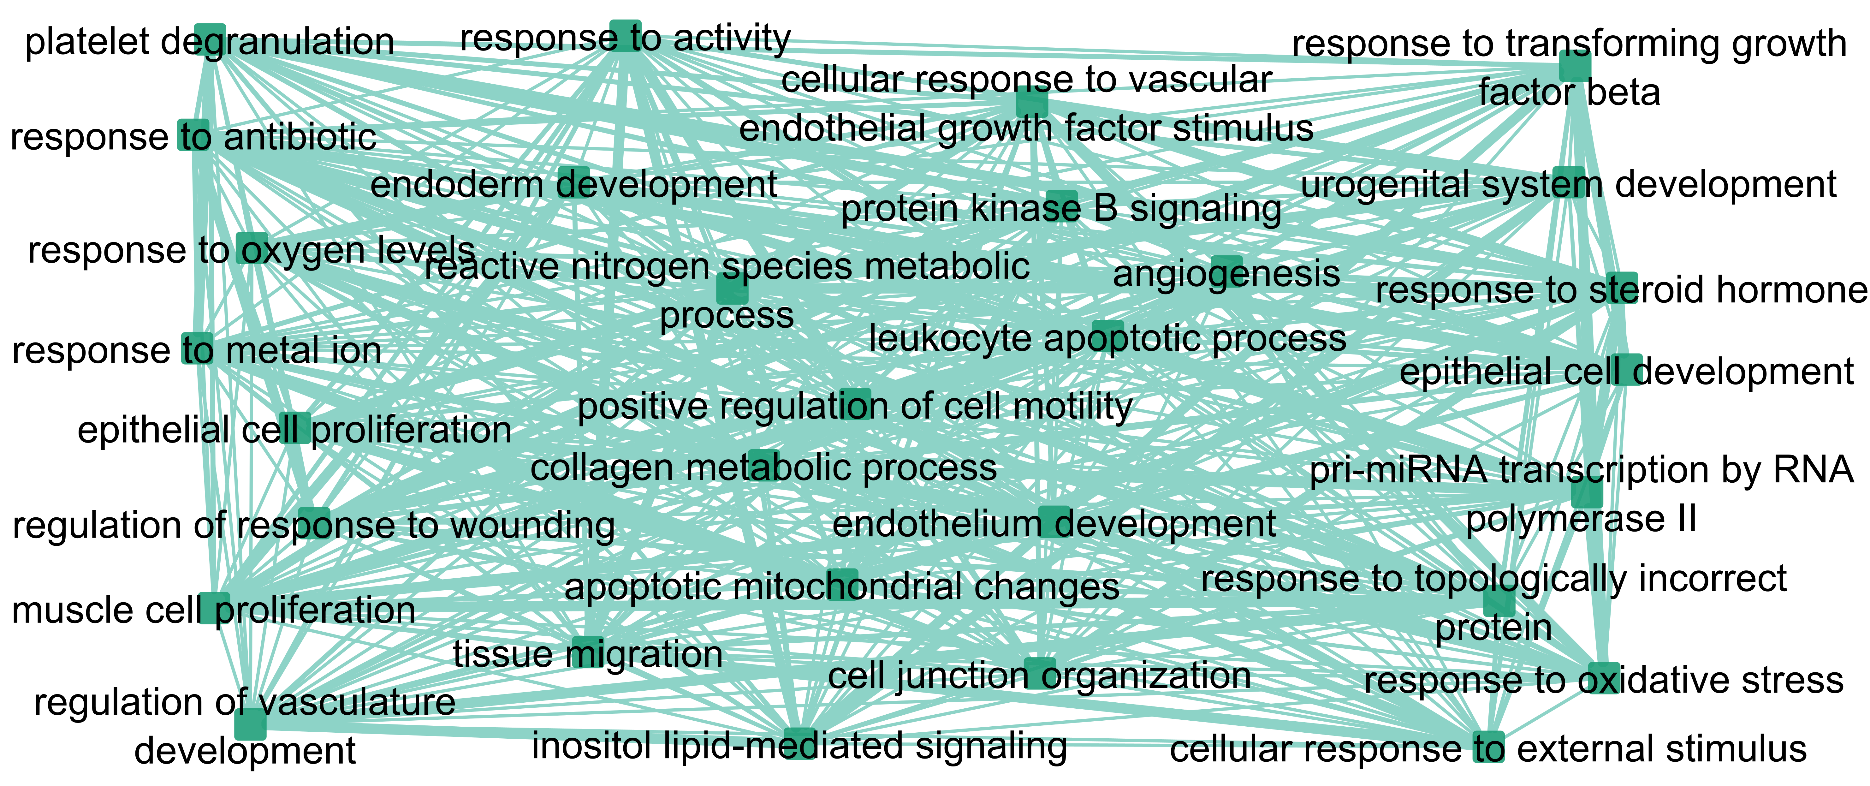 platelet degranulation
response to activity
response to transforming growth
factor beta
cellular response to vascular
endothelial growth factor stimulus
response to antibiotic
endoderm development
urogenital system development
protein kinase B signaling
response to oxygen levels
reactive nitrogen species metabolic
process
angiogenesis
response to steroid hormone
leukocyte apoptotic process
response to metal ion
epithelial cell development
positive regulation of cell motility
epithelial cell proliferation
collagen metabolic process
pri-miRNA transcription by RNA
polymerase II
regulation of response to wounding
endothelium development
apoptotic mitochondrial changes
response to topologically incorrect
protein
muscle cell proliferation
tissue migration
cell junction organization
response to oxidative stress
regulation of vasculature
development
inositol lipid-mediated signaling
cellular response to external stimulus